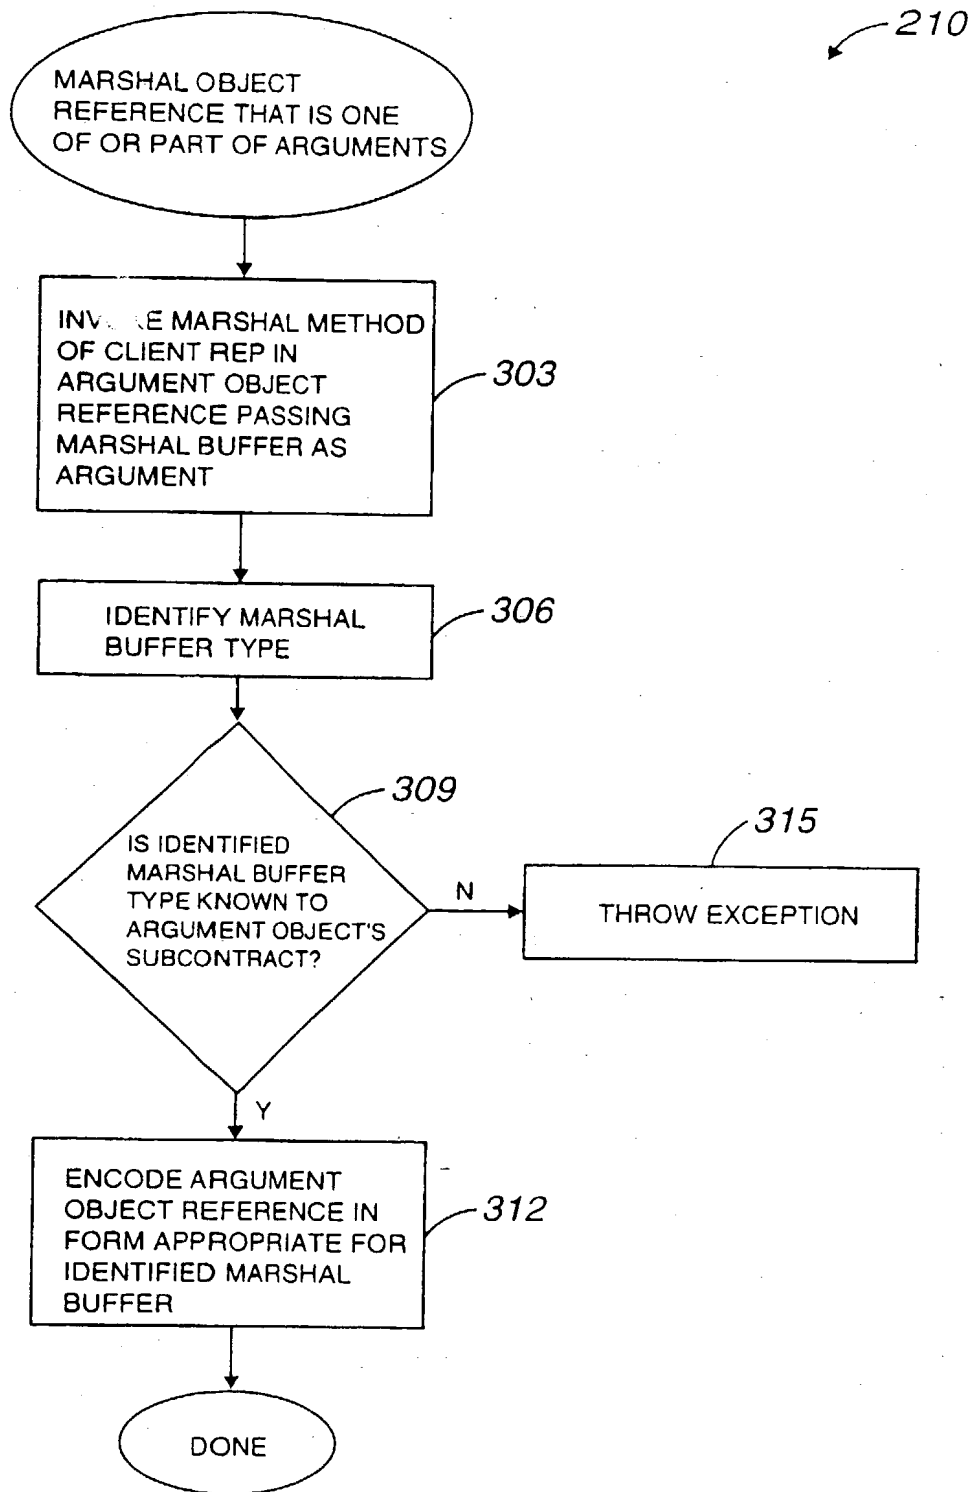 210
MARSHAL OBJECT
REFERENCE THAT IS ONE
OF OR PART OF ARGUMENTS
MARSHAL METHOD
OF CLIENT REP IN
ARGUMENT OBJECT
REFERENCE PASSING
MARSHAL BUFFER AS
ARGUMENT
303
IDENTIFY MARSHAL
BUFFER TYPE
306
309
IS IDENTIFIED
MARSHAL BUFFER
TYPE KNOWN TO
ARGUMENT OBJECT'S
SUBCONTRACT?
N
315
THROW EXCEPTION
Y
ENCODE ARGUMENT
OBJECT REFERENCE IN
FORM APPROPRIATE FOR
IDENTIFIED MARSHAL
BUFFER
312
DONE